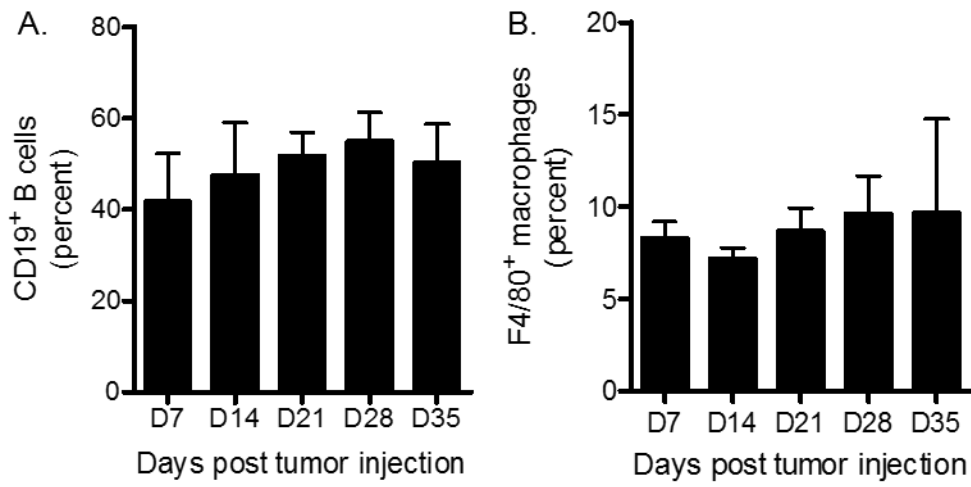 A.
CD19+ B cells
(percent)
80
60
40
20
0
D7 D14 D21 D28 D35
Days post tumor injection
B.
F4/80+ macrophages
(percent)
20
15
10
5
0
D7 D14 D21 D28 D35
Days post tumor injection